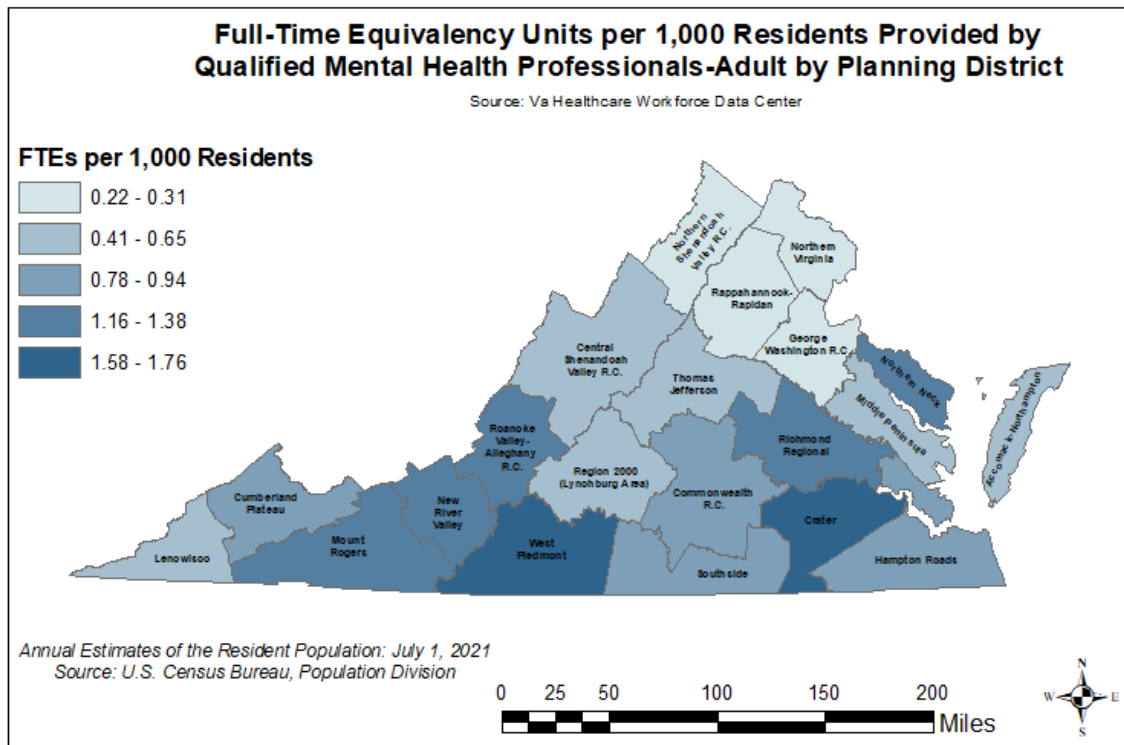 Full-Time Equivalency Units per 1,000 Residents Provided by
Qualified Mental Health Professionals-Adult by Planning District
Source: Va Healthcare Workforce Data Center
FTEs per 1,000 Residents
0.22 - 0.31
0.41 - 0.65
0.78 - 0.94
1.16 - 1.38
1.58 - 1.76
Northern
Shenandoah
Valley R.C.
Northern
Virginia
Rappahannock-
Rapidan
George
Washington R.C.
Central
Shenandoah
Valley R.C.
Thomas
Jefferson
Northern Neck
Middle Peninsula
Accomack-Northampton
Roanoke
Valley-
Alleghany
R.C.
Richmond
Regional
Region 2000
(Lynchburg Area)
Commonwealth
R.C.
Cumberland
Plateau
New
River
Valley
Crater
Mount
Rogers
West
Piedmont
Lenowisco
Southside
Hampton Roads
Annual Estimates of the Resident Population: July 1, 2021
Source: U.S. Census Bureau, Population Division
0 25 50 100 150 200
Miles
N
W E
S